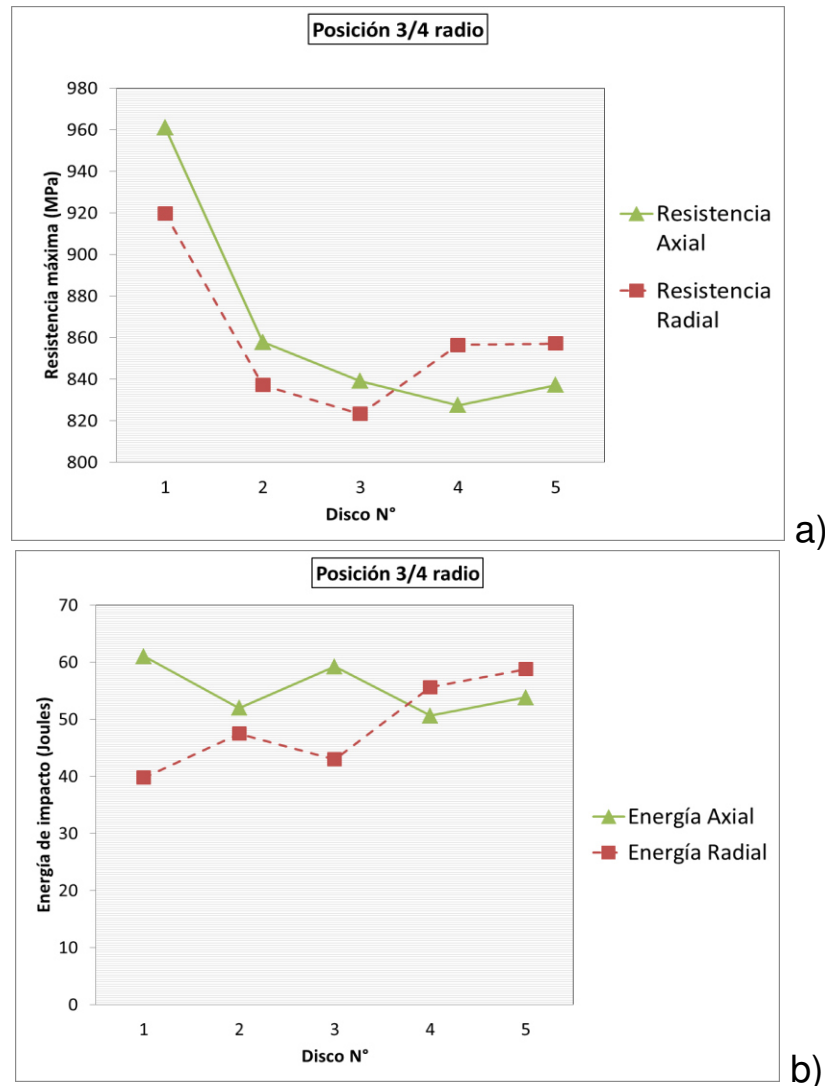 Posición 3/4 radio
980
960
940
920
900
880
860
840
820
800
Resistencia máxima (MPa)
1 2 3 4 5
Disco N°
Resistencia
Axial
Resistencia
Radial
a)
Posición 3/4 radio
70
60
50
40
30
20
10
0
Energía de impacto (Joules)
1 2 3 4 5
Disco N°
Energía Axial
Energía Radial
b)